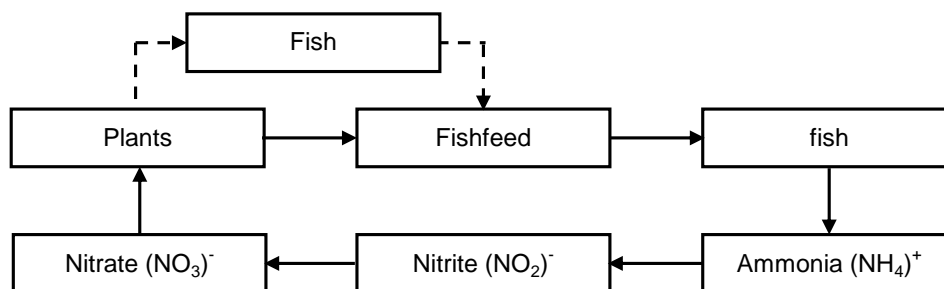 Fish
Plants
Fishfeed
fish
Nitrate (NO₃)⁻
Nitrite (NO₂)⁻
Ammonia (NH₄)⁺